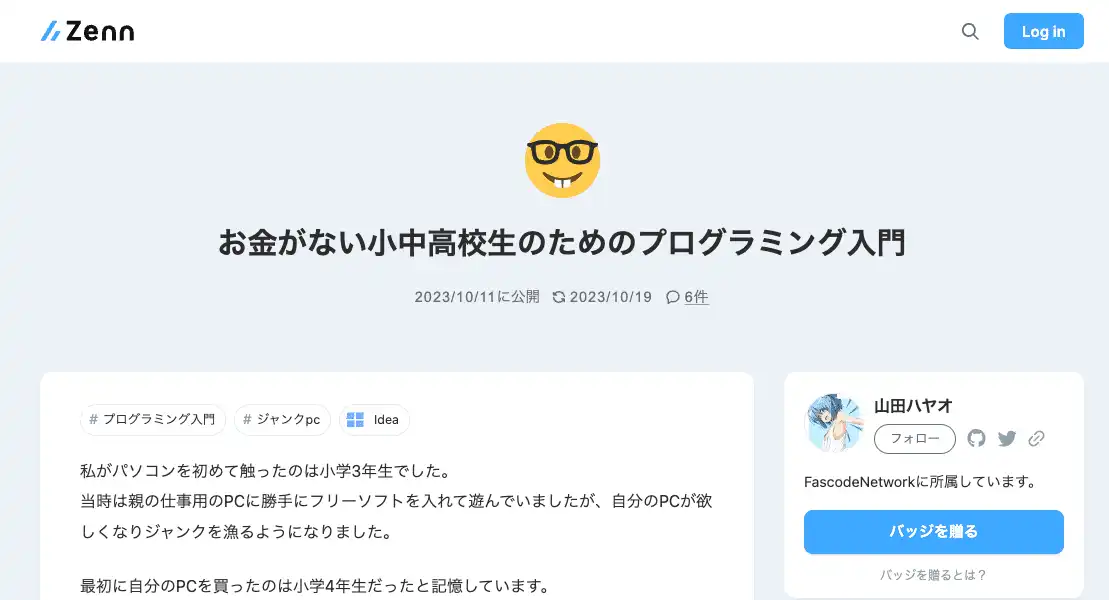 Zenn
Log in
お金がない小中高校生のためのプログラミング入門
2023/10/11に公開 2023/10/19 6件
# プログラミング入門 # ジャンクpc Idea
私がパソコンを初めて触ったのは小学3年生でした。
当時は親の仕事用のPCに勝手にフリーソフトを入れて遊んでいましたが、自分のPCが欲
しくなりジャンクを漁るようになりました。
最初に自分のPCを買ったのは小学4年生だったと記憶しています。
山田ハヤオ
フォロー
FascodeNetworkに所属しています。
バッジを贈る
バッジを贈るとは？